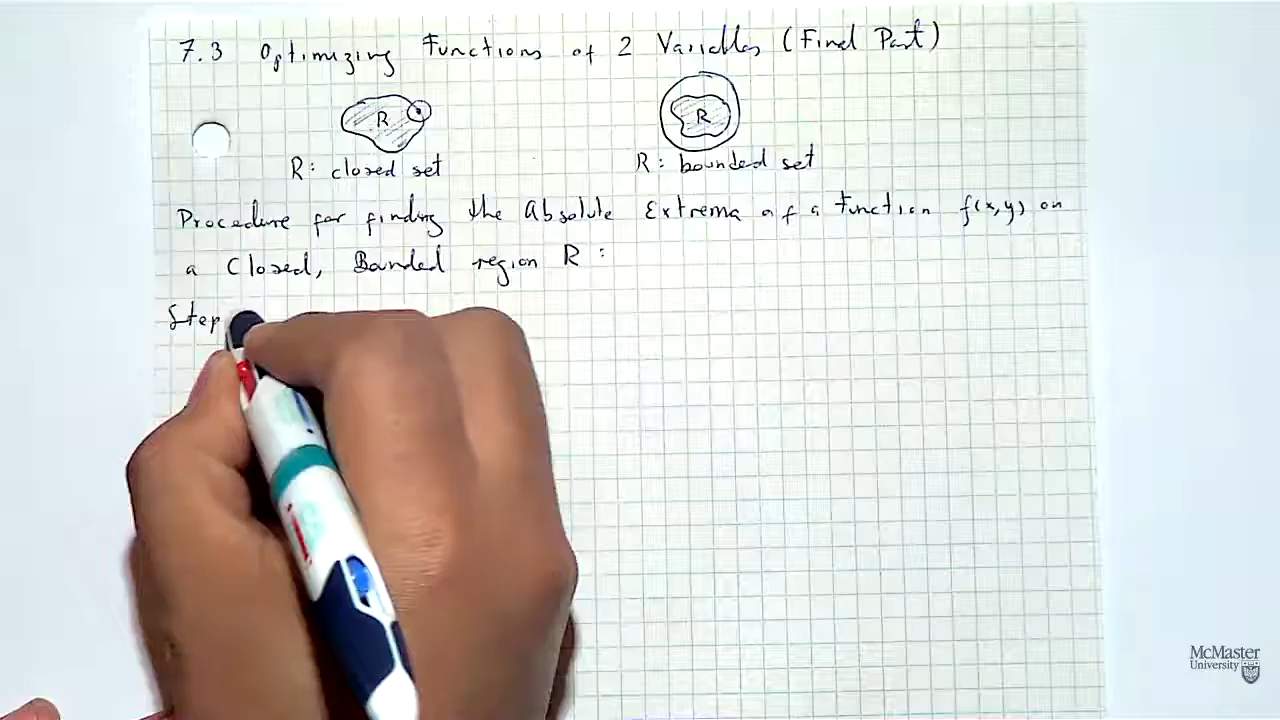 7.3 Optimizing Functions of 2 Variables (Final Part)
R
R
R: closed set
R: bounded set
Procedure for finding the Absolute Extrema of a function f(x,y) on
a Closed, Bounded region R:
Step
McMaster
University